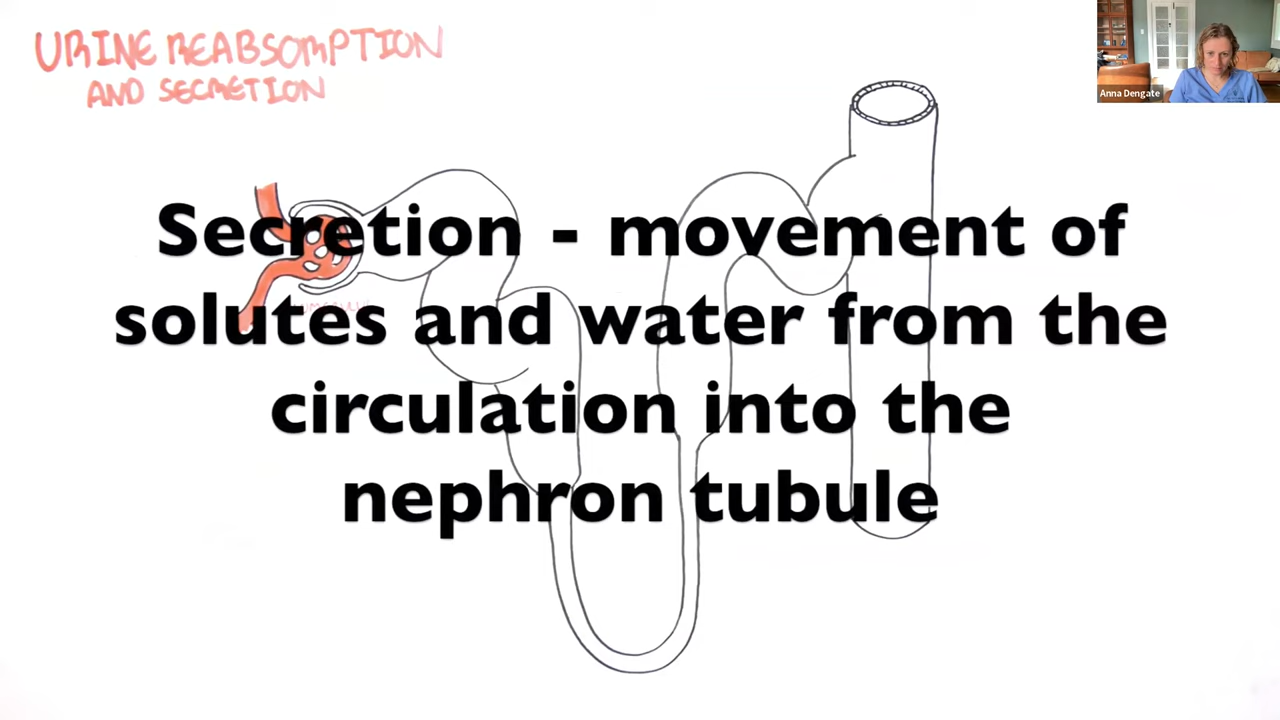 URINE REABSORPTION
AND SECRETION
Anna Dengate
Secretion - movement of
solutes and water from the
circulation into the
nephron tubule